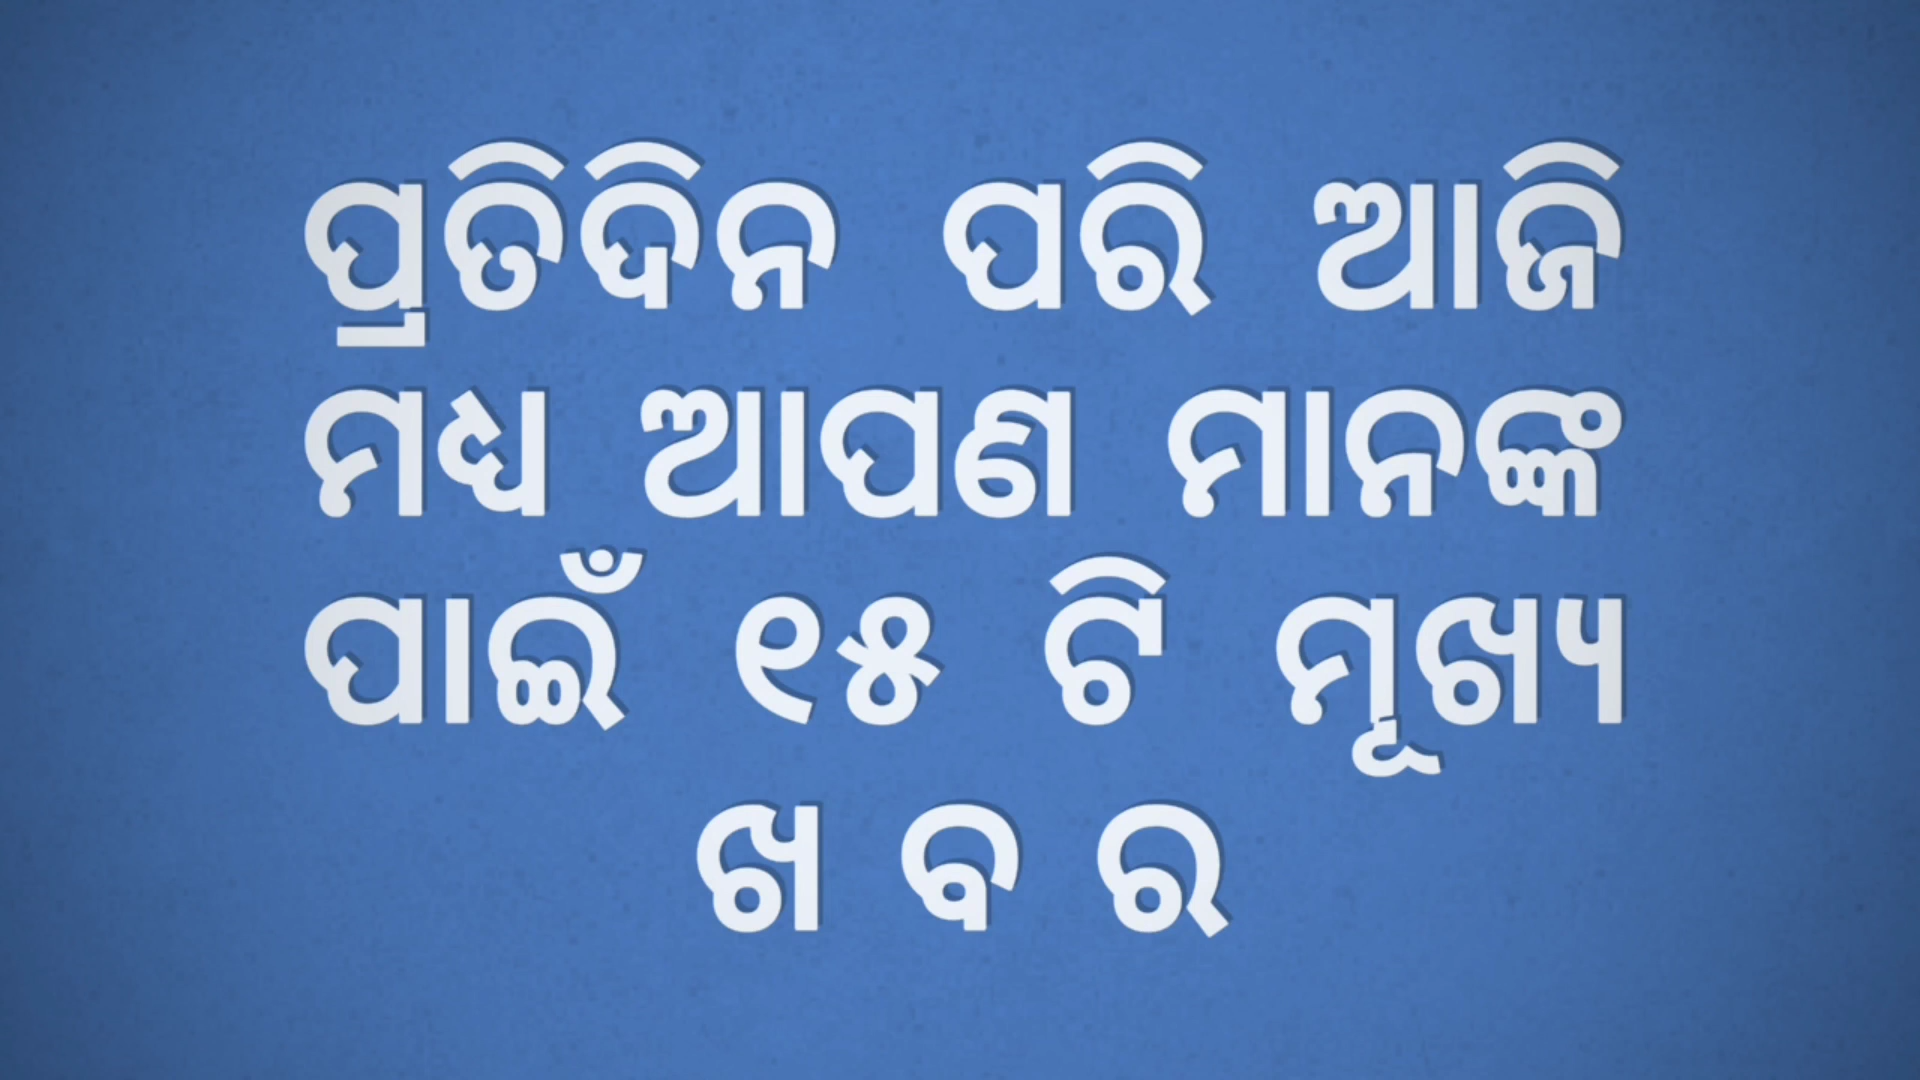 ପ୍ରତିଦିନ ପରି ଆଜି
ମଧ୍ୟ ଆପଣ ମାନଙ୍କ
ପାଇଁ ୧୫ ଟି ମୂଖ୍ୟ
ଖ ବ ର